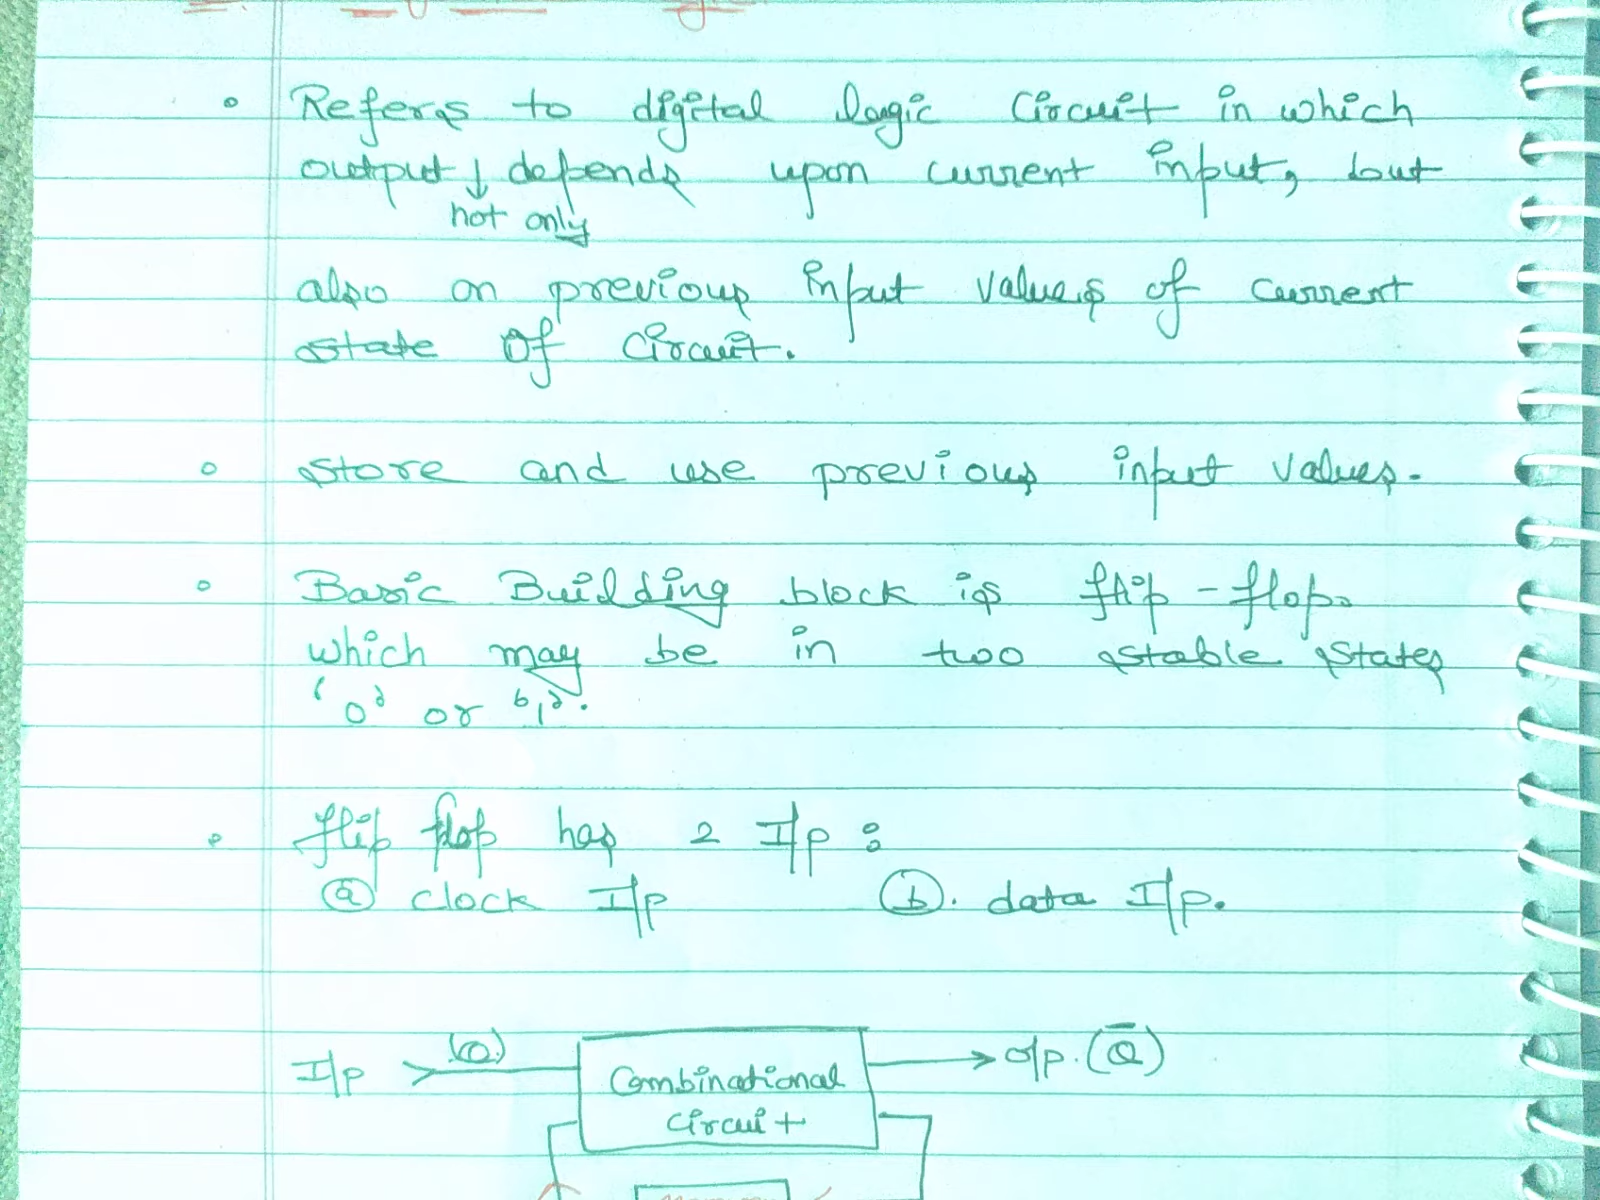 • Refers to digital logic Circuit in which
output ↓ depends upon current input, but
not only
also on previous input values of current
state of circuit.
• store and use previous input values.
• Basic Building block is flip-flop.
which may be in two stable states
'0' or '1'.
• flip flop has 2 I/p :
(a) clock I/p (b). data I/p.
I/p (Q) Combinational Circuit o/p. (Q̅)